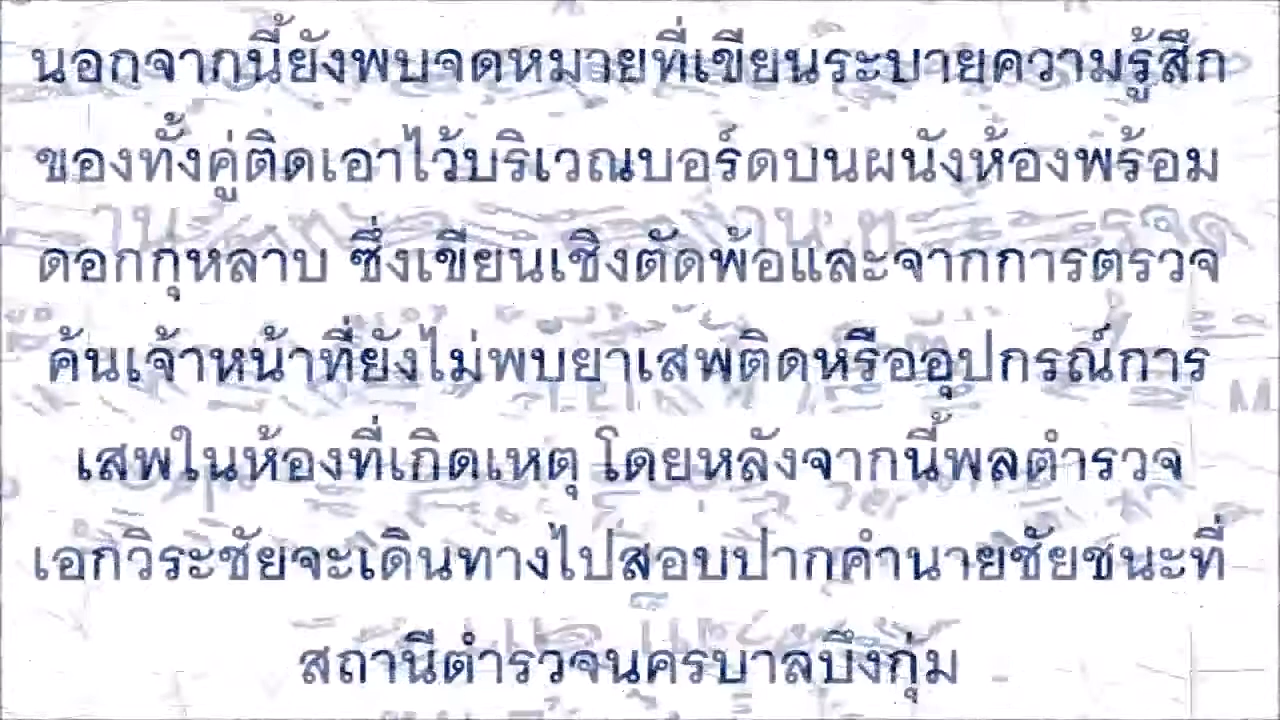 นอกจากนี้ยังพบจดหมายที่เขียนระบายความรู้สึก
ของทั้งคู่ติดเอาไว้บริเวณบอร์ดบนผนังห้องพร้อม
ดอกกุหลาบ ซึ่งเขียนเชิงตัดพ้อและจากการตรวจ
ค้นเจ้าหน้าที่ยังไม่พบยาเสพติดหรืออุปกรณ์การ
เสพในห้องที่เกิดเหตุ โดยหลังจากนี้พลตำรวจ
เอกวิระชัยจะเดินทางไปสอบปากคำนายชัยชนะที่
สถานีตำรวจนครบาลบึงกุ่ม